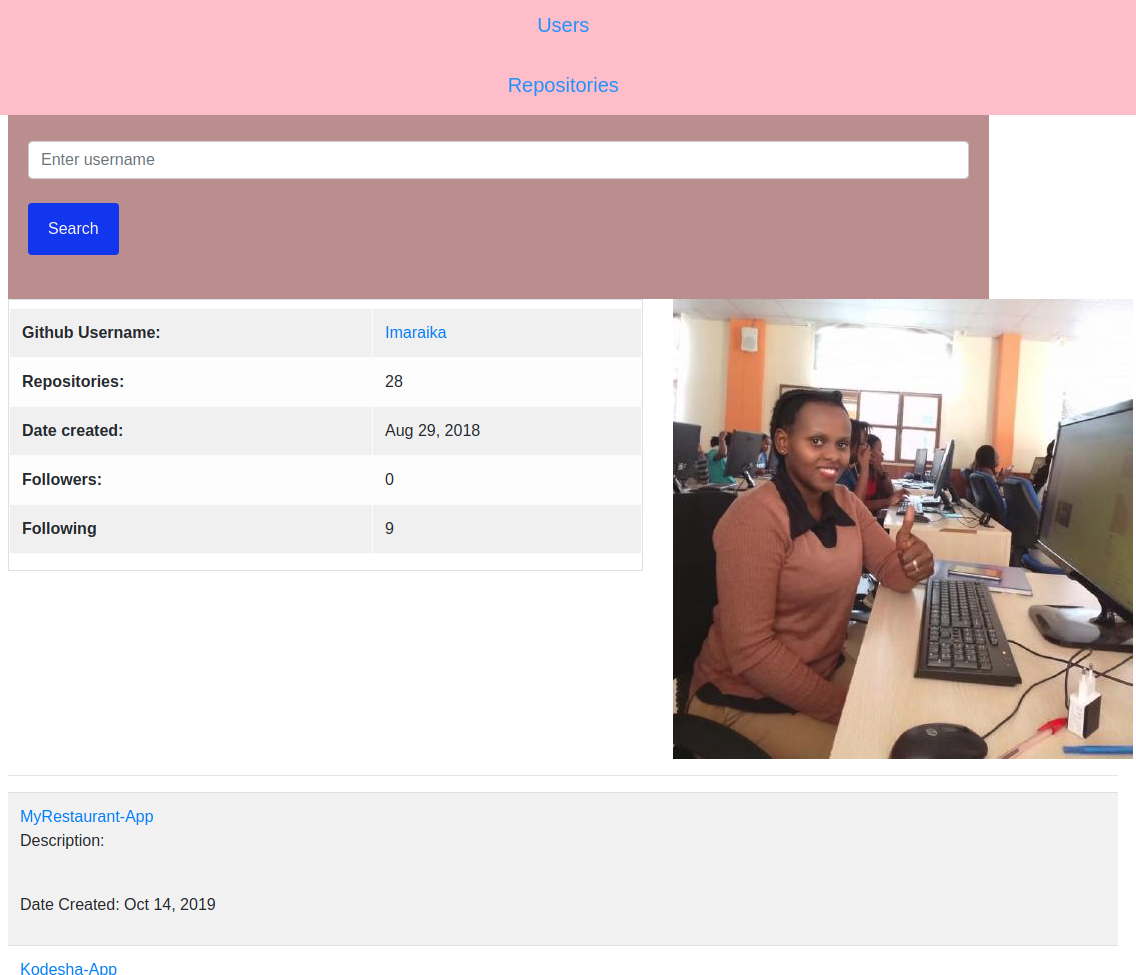 Users
Repositories
Enter username
Search
Github Username: Imaraika
Repositories: 28
Date created: Aug 29, 2018
Followers: 0
Following 9
MyRestaurant-App
Description:
Date Created: Oct 14, 2019
Kodesha-App